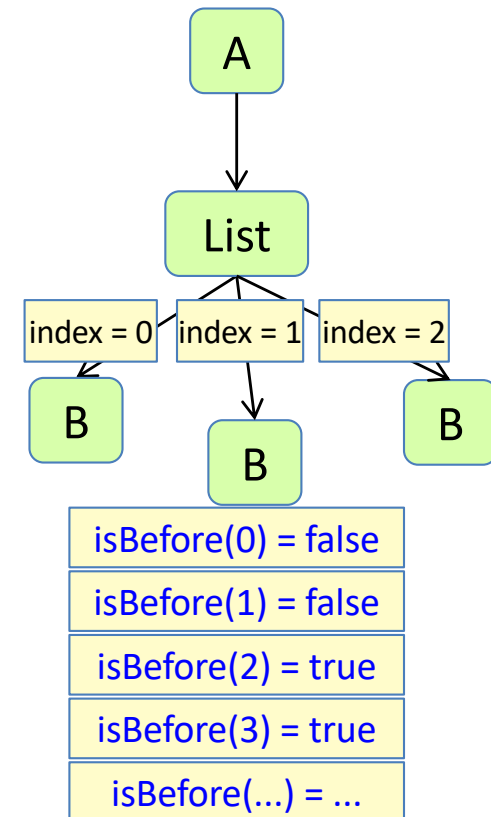 A
List
index = 0
index = 1
index = 2
B
B
B
isBefore(0) = false
isBefore(1) = false
isBefore(2) = true
isBefore(3) = true
isBefore(...) = ...